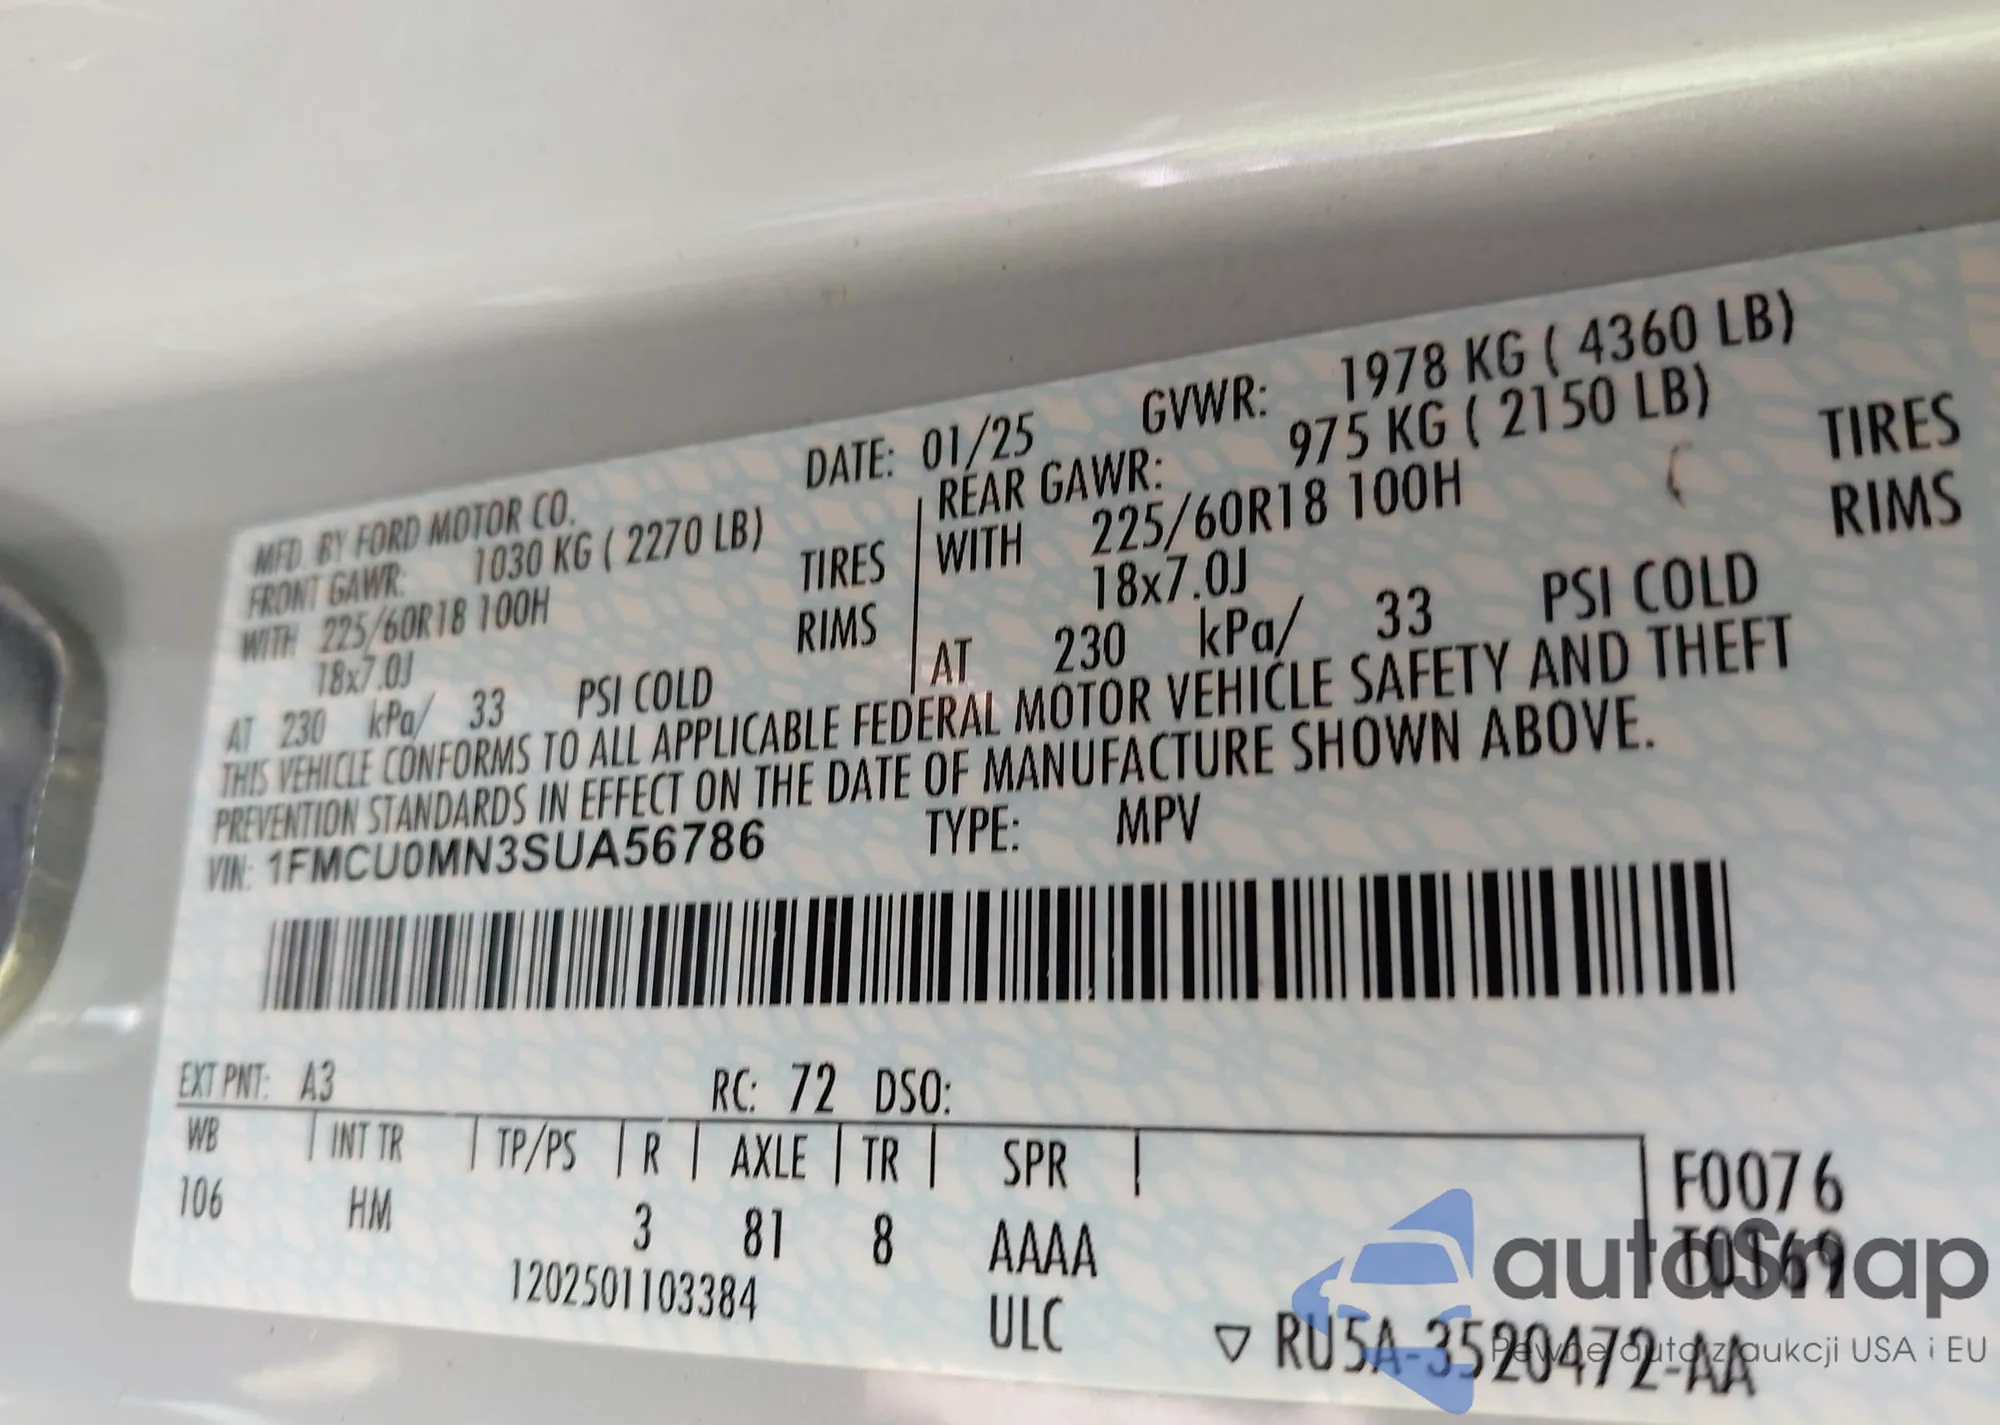 MFD. BY FORD MOTOR CO. DATE: 01/25 GVWR: 1978 KG ( 4360 LB)
FRONT GAWR: 1030 KG ( 2270 LB) REAR GAWR: 975 KG ( 2150 LB)
WITH 225/60R18 100H TIRES WITH 225/60R18 100H TIRES
18x7.0J RIMS 18x7.0J RIMS
AT 230 kPa/ 33 PSI COLD AT 230 kPa/ 33 PSI COLD
THIS VEHICLE CONFORMS TO ALL APPLICABLE FEDERAL MOTOR VEHICLE SAFETY AND THEFT
PREVENTION STANDARDS IN EFFECT ON THE DATE OF MANUFACTURE SHOWN ABOVE.
VIN: 1FMCU0MN3SUA56786 TYPE: MPV
EXT PNT: A3 RC: 72 DSO:
WB INT TR TP/PS R AXLE TR SPR F0076
106 HM 3 81 8 AAAA T0169
1202501103384 ULC
▽ RU5A-3520472-AA
autoSnap
Pewne auto z aukcji USA i EU